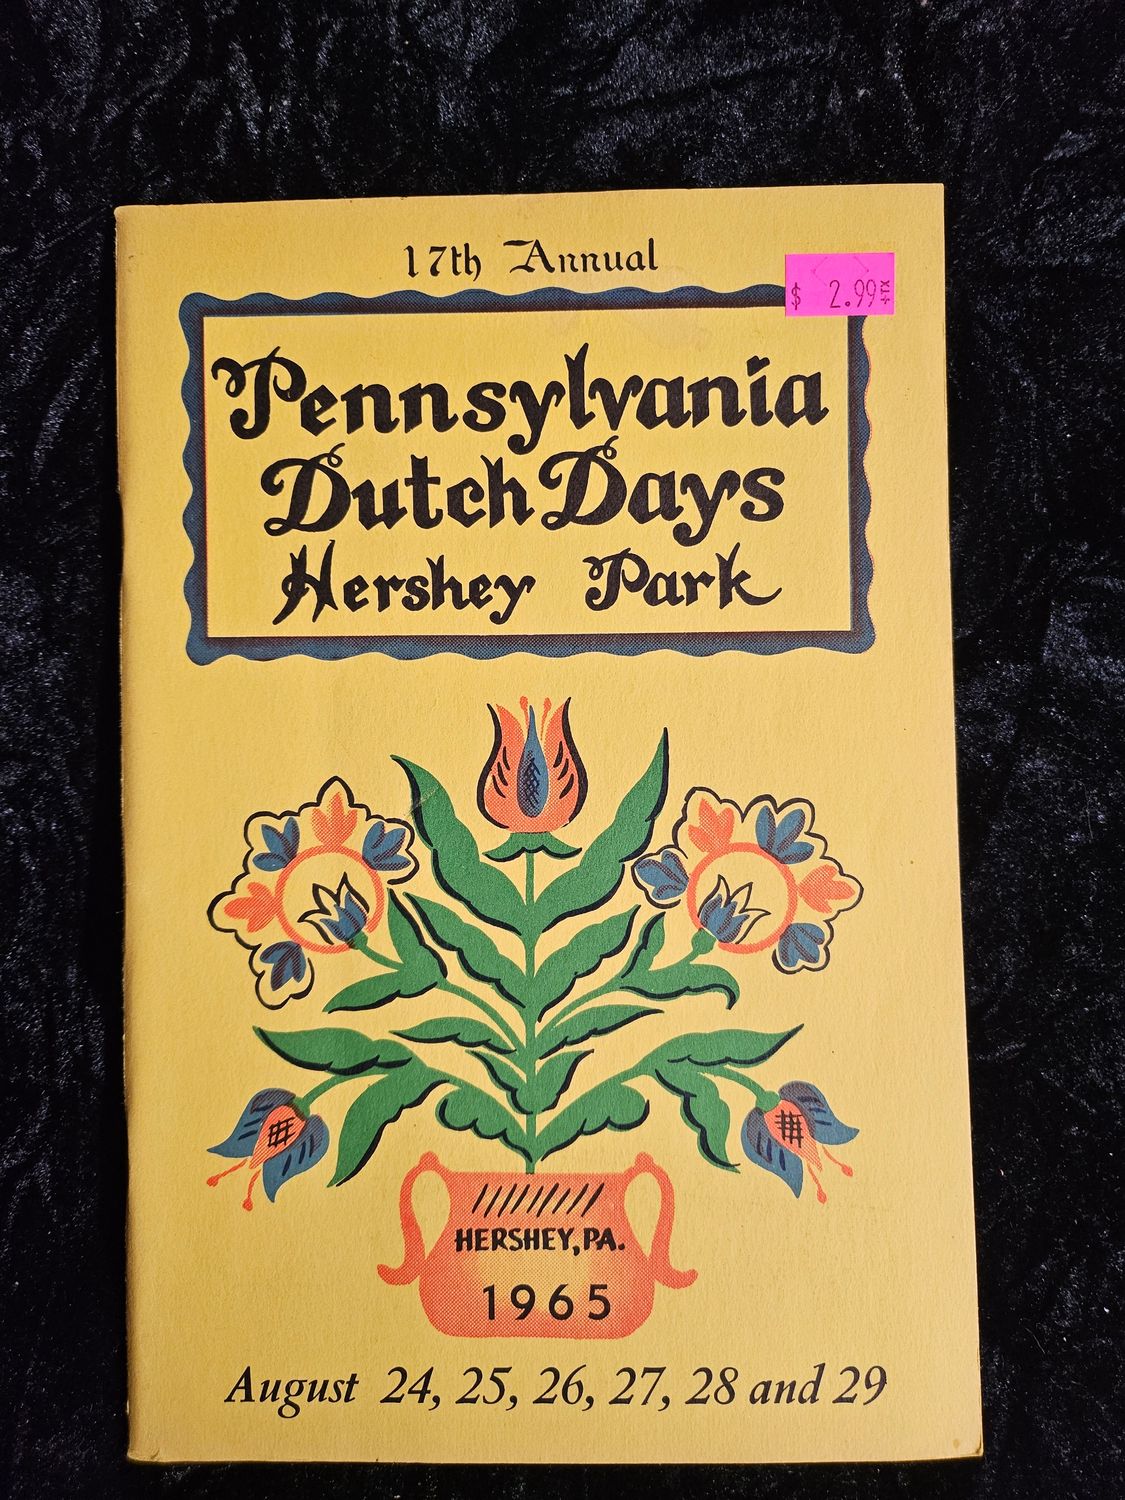 17th Annual
$ 2.99 +TX
Pennsylvania
Dutch Days
Hershey Park
HERSHEY, PA.
1965
August 24, 25, 26, 27, 28 and 29